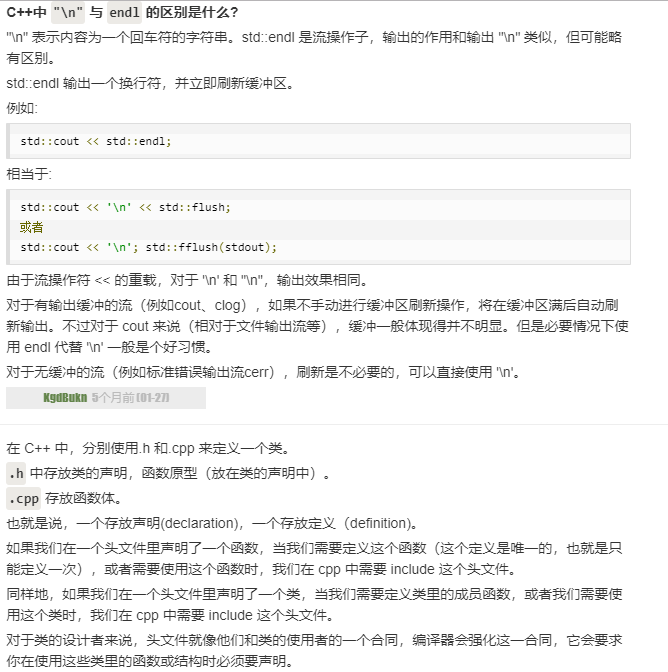 C++中 "\n" 与 endl 的区别是什么?
"\n" 表示内容为一个回车符的字符串。std::endl 是流操作子，输出的作用和输出 "\n" 类似，但可能略
有区别。
std::endl 输出一个换行符，并立即刷新缓冲区。
例如:
std::cout << std::endl;
相当于:
std::cout << '\n' << std::flush;
或者
std::cout << '\n'; std::fflush(stdout);
由于流操作符 << 的重载，对于 '\n' 和 "\n"，输出效果相同。
对于有输出缓冲的流（例如cout、clog），如果不手动进行缓冲区刷新操作，将在缓冲区满后自动刷
新输出。不过对于 cout 来说（相对于文件输出流等），缓冲一般体现得并不明显。但是必要情况下使
用 endl 代替 '\n' 一般是个好习惯。
对于无缓冲的流（例如标准错误输出流cerr），刷新是不必要的，可以直接使用 '\n'。
KgdBukn 5个月前 (01-27)
在 C++ 中，分别使用.h 和.cpp 来定义一个类。
.h 中存放类的声明，函数原型（放在类的声明中）。
.cpp 存放函数体。
也就是说，一个存放声明(declaration)，一个存放定义（definition)。
如果我们在一个头文件里声明了一个函数，当我们需要定义这个函数（这个定义是唯一的，也就是只
能定义一次），或者需要使用这个函数时，我们在 cpp 中需要 include 这个头文件。
同样地，如果我们在一个头文件里声明了一个类，当我们需要定义类里的成员函数，或者我们需要使
用这个类时，我们在 cpp 中需要 include 这个头文件。
对于类的设计者来说，头文件就像他们和类的使用者的一个合同，编译器会强化这一合同，它会要求
你在使用这些类里的函数或结构时必须要声明。